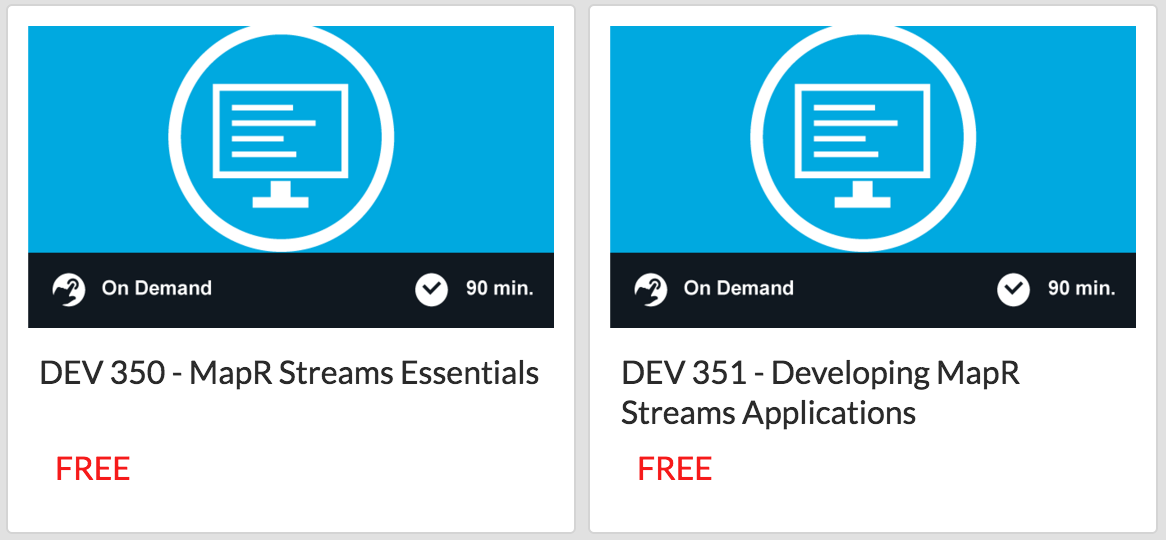 On Demand
90 min.
DEV 350 - MapR Streams Essentials
FREE
On Demand
90 min.
DEV 351 - Developing MapR
Streams Applications
FREE